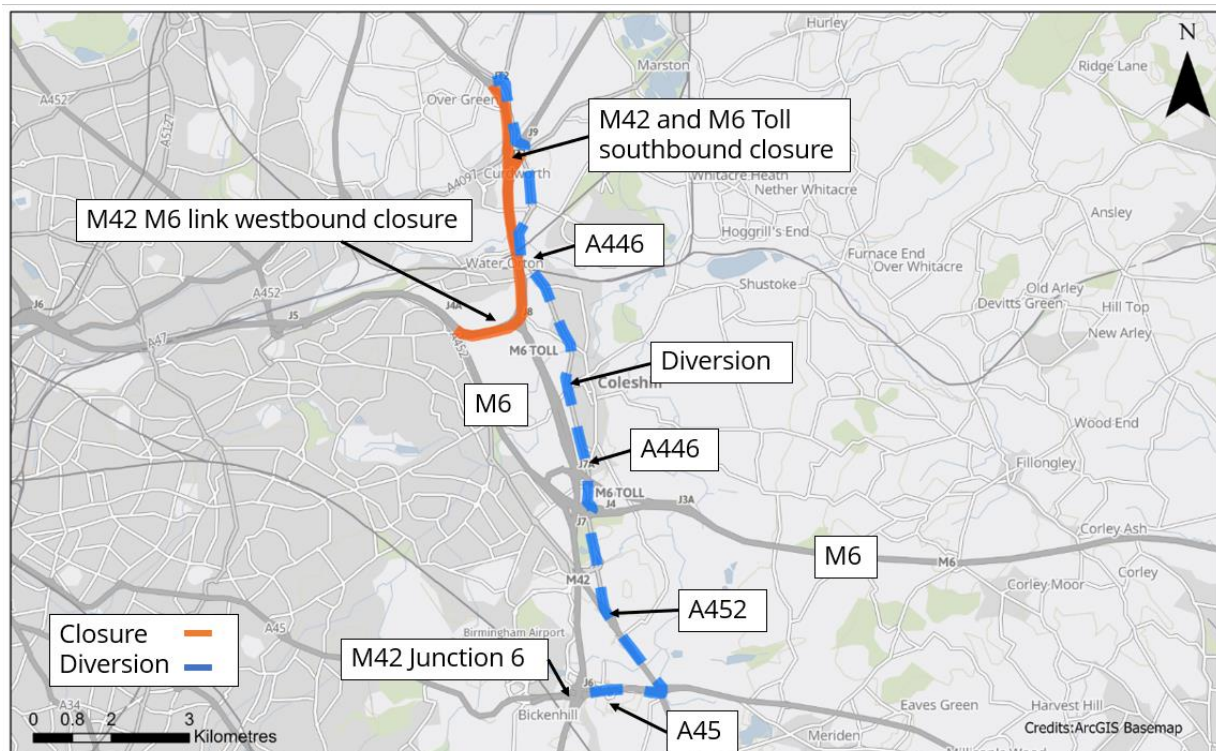 Hurley
N
Marston
Ridge Lane
A452
Over Green
A5127
J9
M42 and M6 Toll
southbound closure
Curdworth
A4097
Whitacre Heath
Nether Whitacre
Ansley
M42 M6 link westbound closure
Hoggrill's End
A446
Furnace End
Over Whitacre
Water Orton
Shustoke
Old Arley
Devitts Green
Hill Top
J6
A452
J4A
J5
J8
New Arley
A47
A452
M6 TOLL
Diversion
Coleshill
M6
Wood End
A446
Fillongley
J7A
M6 TOLL
J4
J3A
J7
Corley Ash
M6
M6
M42
Corley Moor
Corley
A452
Closure
Diversion
A45
Birmingham Airport
M42 Junction 6
J6
A34
Bickenhill
Eaves Green
Harvest Hill
0 0.8 2 3
Kilometres
A45
Meriden
Credits:ArcGIS Basemap